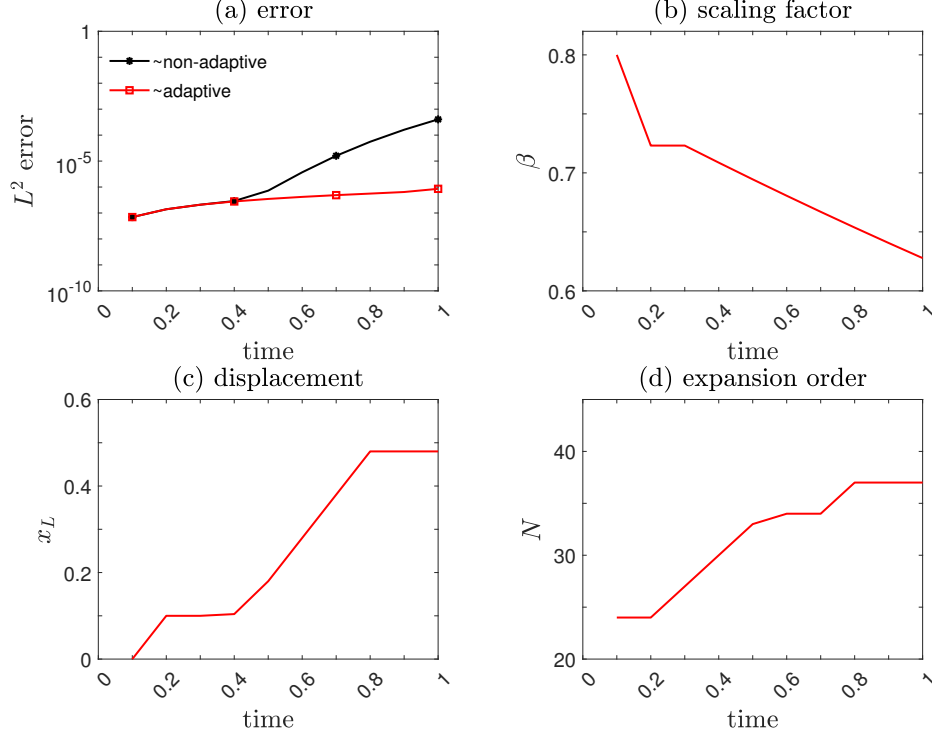 (a) error
1
10^-5
10^-10
L^2 error
~non-adaptive
~adaptive
0 0.2 0.4 0.6 0.8 1
time
(b) scaling factor
0.8
0.7
0.6
β
0 0.2 0.4 0.6 0.8 1
time
(c) displacement
0.6
0.4
0.2
0
x_L
0 0.2 0.4 0.6 0.8 1
time
(d) expansion order
40
30
20
N
0 0.2 0.4 0.6 0.8 1
time